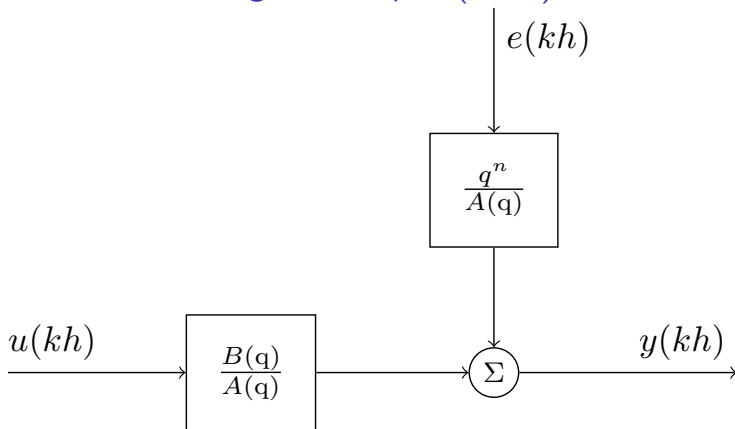 e(kh)
q^n
A(q)
u(kh)
B(q)
A(q)
Σ
y(kh)